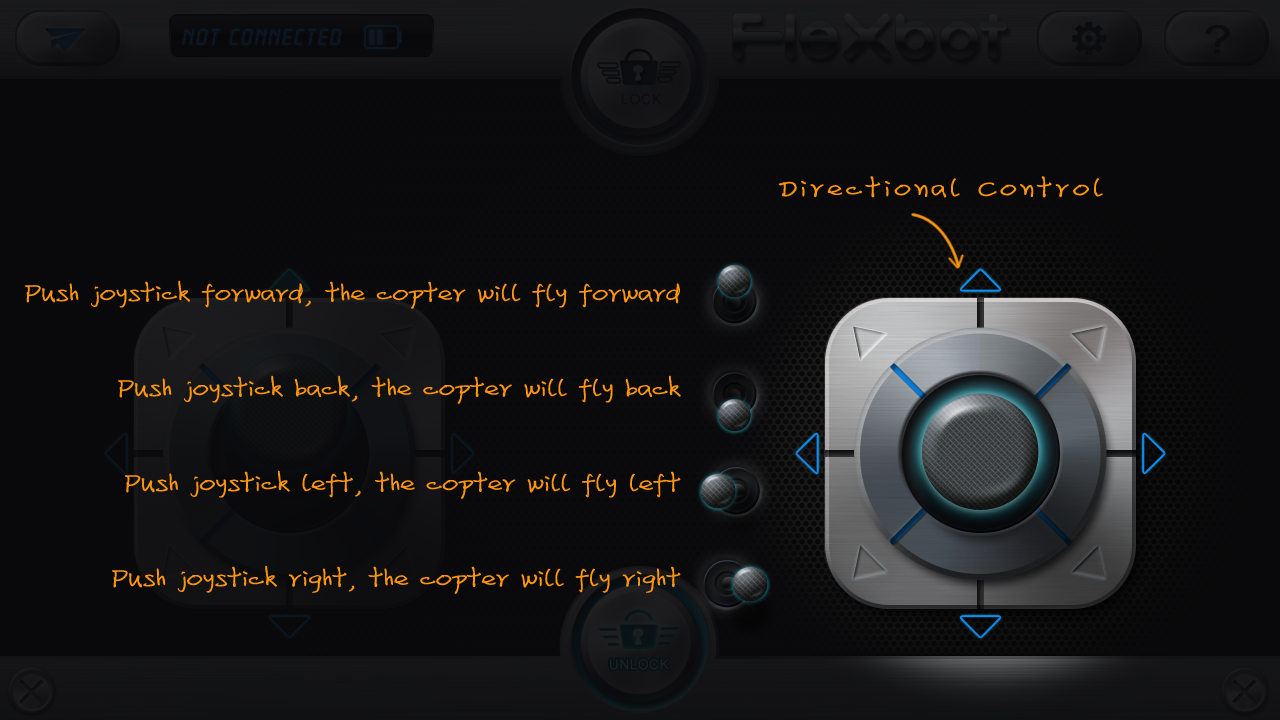 NOT CONNECTED
FleXbot
?
LOCK
Directional Control
Push joystick forward, the copter will fly forward
Push joystick back, the copter will fly back
Push joystick left, the copter will fly left
Push joystick right, the copter will fly right
UNLOCK